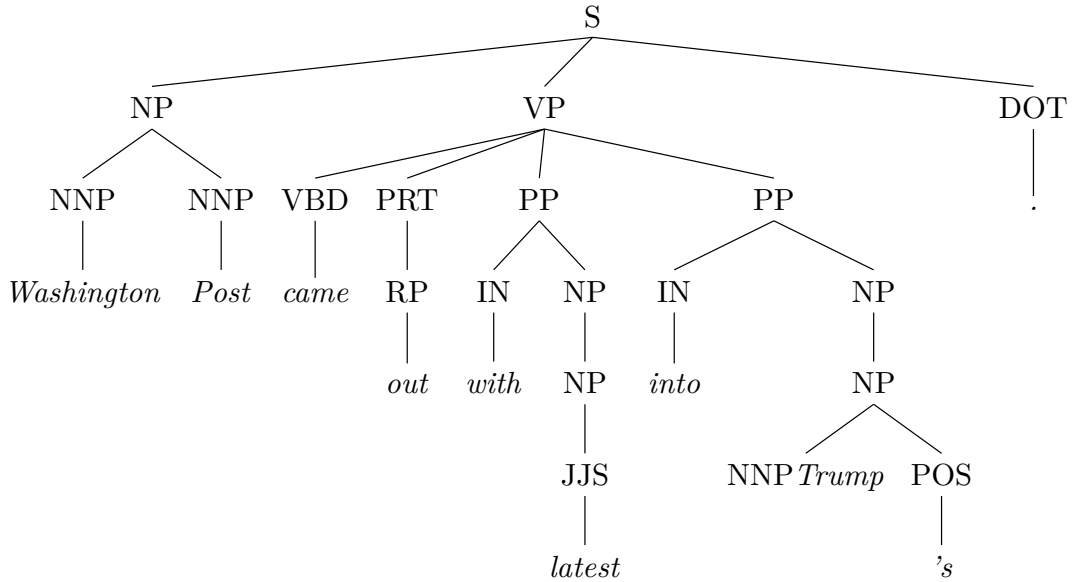 S
NP VP DOT
NNP NNP VBD PRT PP PP .
Washington Post came RP IN NP IN NP
out with NP into NP
JJS NNP Trump POS
latest 's